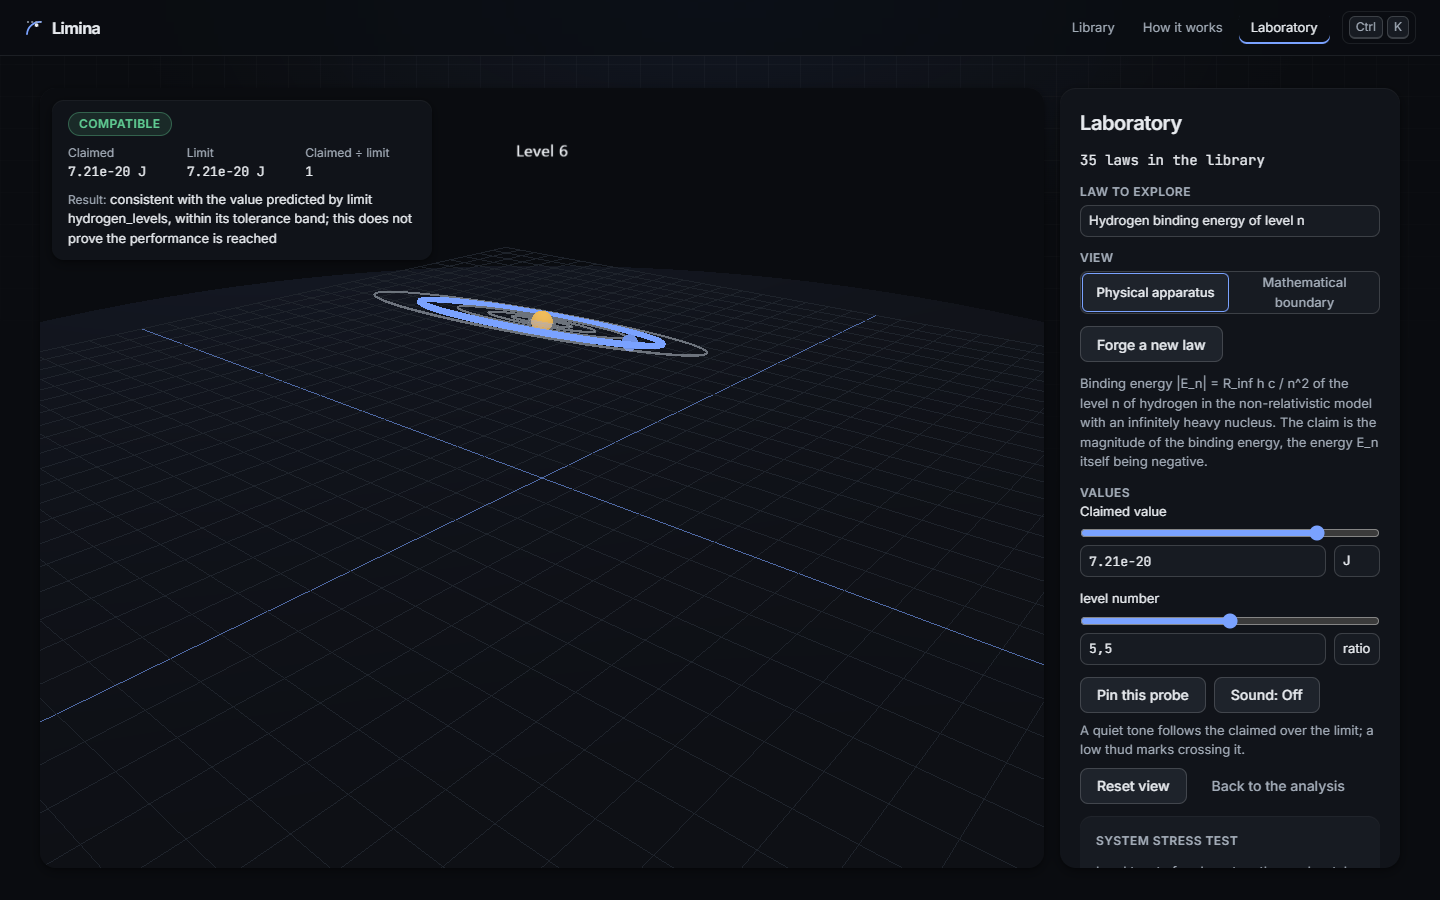 Limina
Library
How it works
Laboratory
Ctrl
K
COMPATIBLE
Claimed
Limit
Claimed ÷ limit
7.21e-20 J
7.21e-20 J
1
Result: consistent with the value predicted by limit
hydrogen_levels, within its tolerance band; this does not
prove the performance is reached
Level 6
Laboratory
35 laws in the library
LAW TO EXPLORE
Hydrogen binding energy of level n
VIEW
Physical apparatus
Mathematical
boundary
Forge a new law
Binding energy |E_n| = R_inf h c / n^2 of the
level n of hydrogen in the non-relativistic model
with an infinitely heavy nucleus. The claim is the
magnitude of the binding energy, the energy E_n
itself being negative.
VALUES
Claimed value
7.21e-20
J
level number
5,5
ratio
Pin this probe
Sound: Off
A quiet tone follows the claimed over the limit; a
low thud marks crossing it.
Reset view
Back to the analysis
SYSTEM STRESS TEST